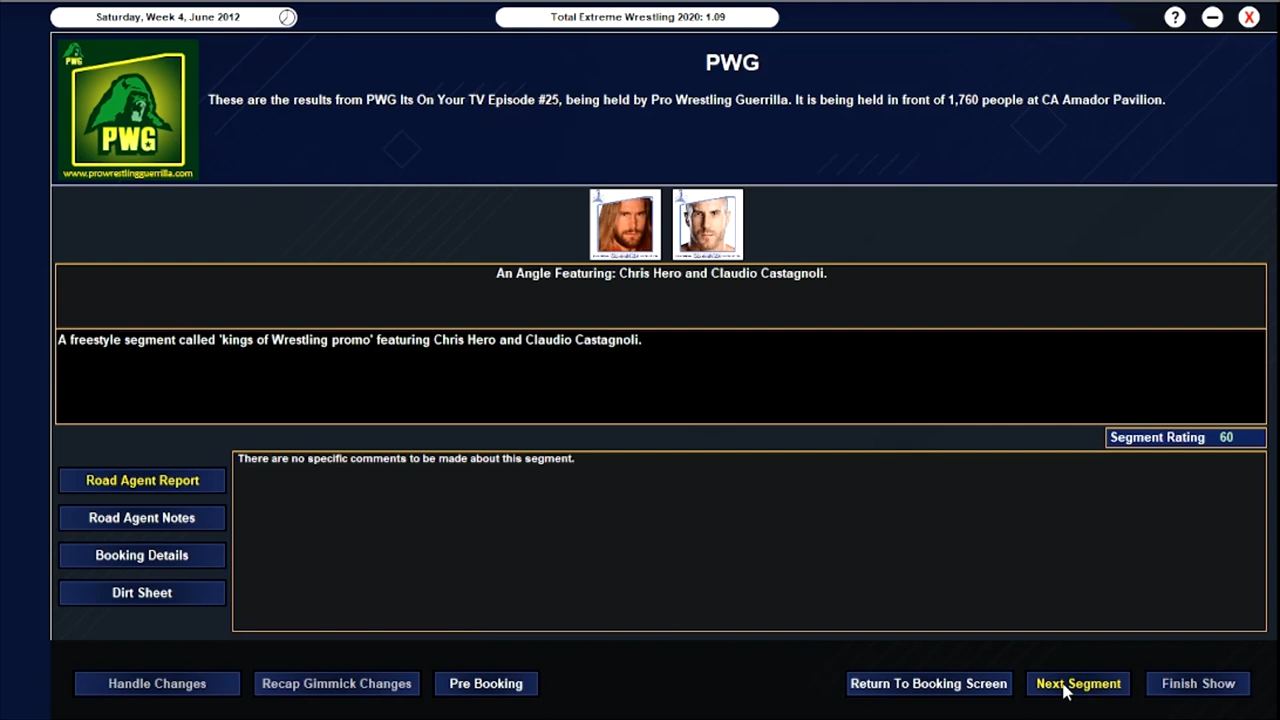 Saturday, Week 4, June 2012
Total Extreme Wrestling 2020: 1.09
? X
PWG
PWG
www.prowrestlingguerrilla.com
PWG
These are the results from PWG Its On Your TV Episode #25, being held by Pro Wrestling Guerrilla. It is being held in front of 1,760 people at CA Amador Pavilion.
An Angle Featuring: Chris Hero and Claudio Castagnoli.
A freestyle segment called 'kings of Wrestling promo' featuring Chris Hero and Claudio Castagnoli.
Segment Rating 60
There are no specific comments to be made about this segment.
Road Agent Report
Road Agent Notes
Booking Details
Dirt Sheet
Handle Changes
Recap Gimmick Changes
Pre Booking
Return To Booking Screen
Next Segment
Finish Show